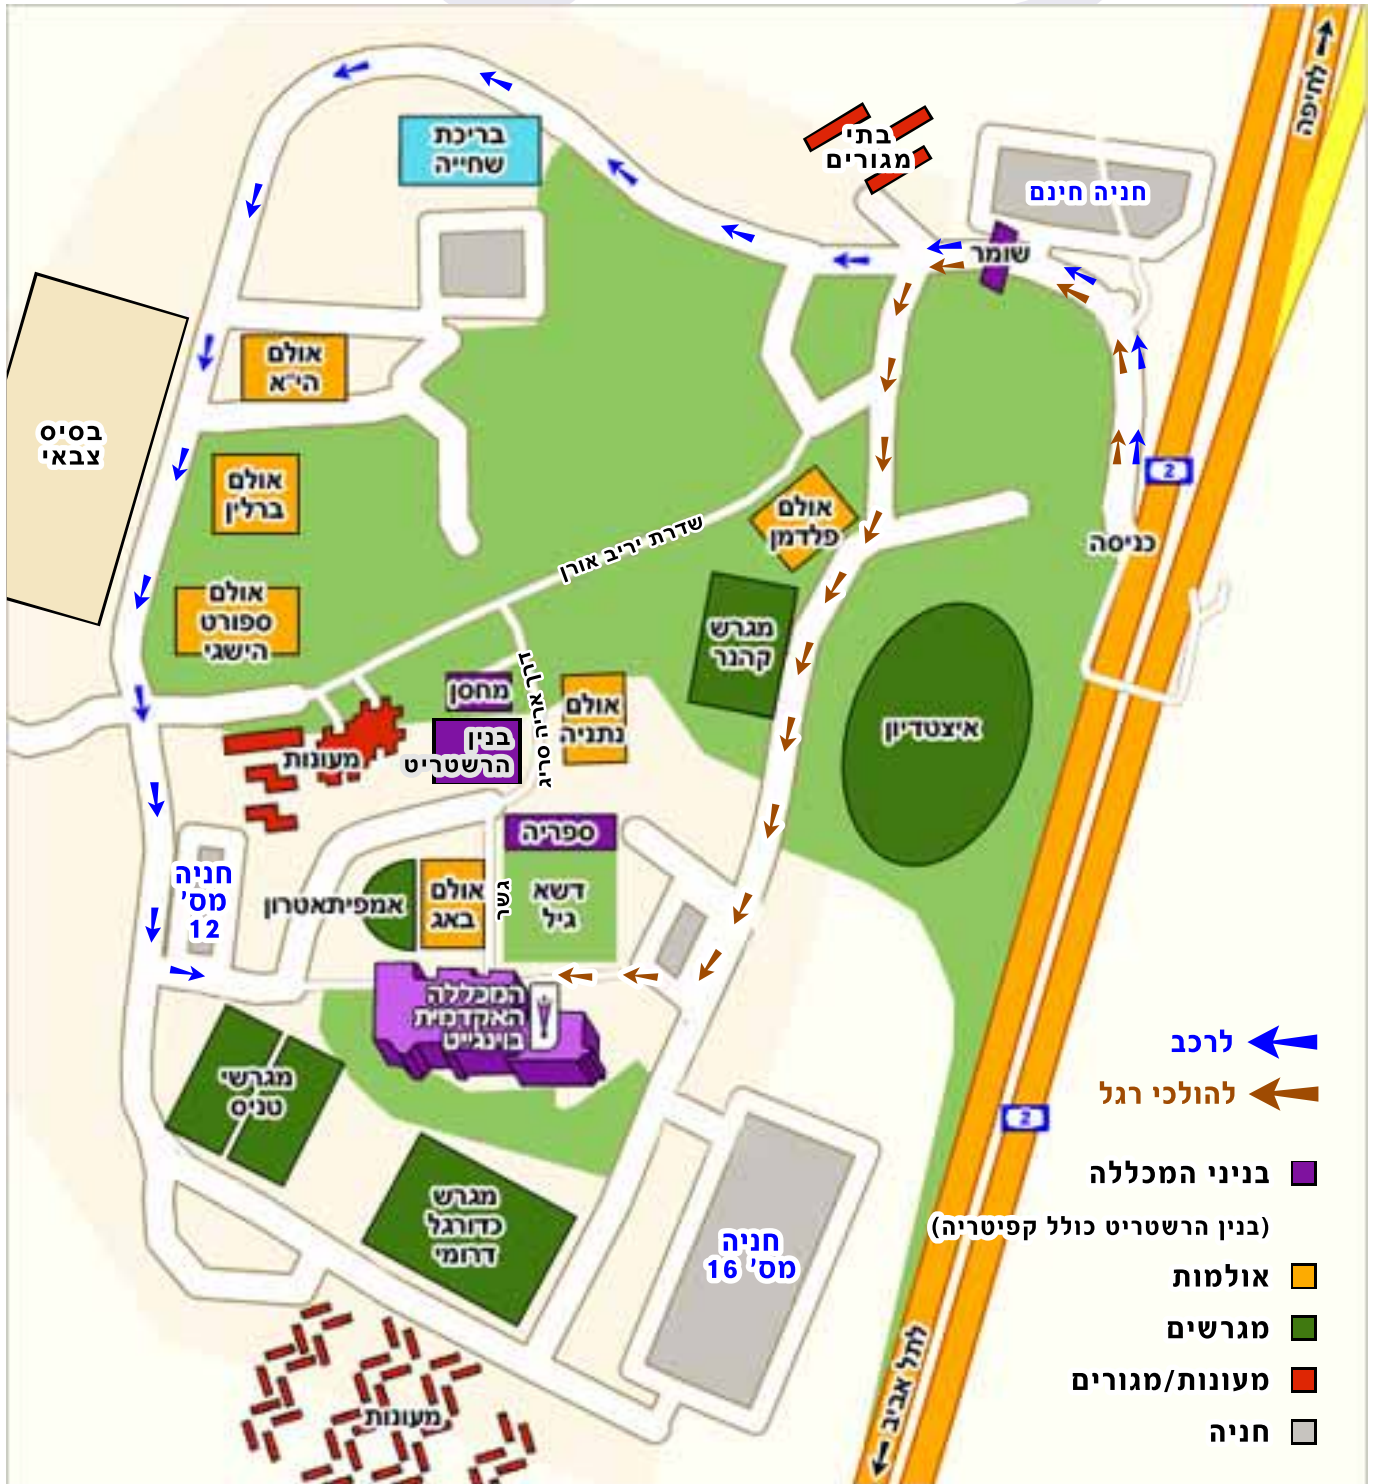 לחיפה
בריכת
שחייה
בתי
מגורים
חניה חינם
שומר
אולם
הי״א
בסיס
צבאי
אולם
ברלין
2
אולם
פלדמן
כניסה
שדרת יריב אורן
אולם
ספורט
הישגי
מגרש
קהנר
דרך אריה סריג
מחסן
אולם
נתניה
איצטדיון
בנין
הרשטריט
מעונות
ספריה
חניה
מס' 12
אמפיתאטרון
אולם
באג
גשר
דשא
גיל
המכללה
האקדמית
בוינגייט
מגרשי
טניס
מגרש
כדורגל
דרומי
חניה
מס' 16
מעונות
לתל אביב
לרכב
להולכי רגל
2
בניני המכללה
(בנין הרשטריט כולל קפיטריה)
אולמות
מגרשים
מעונות/מגורים
חניה